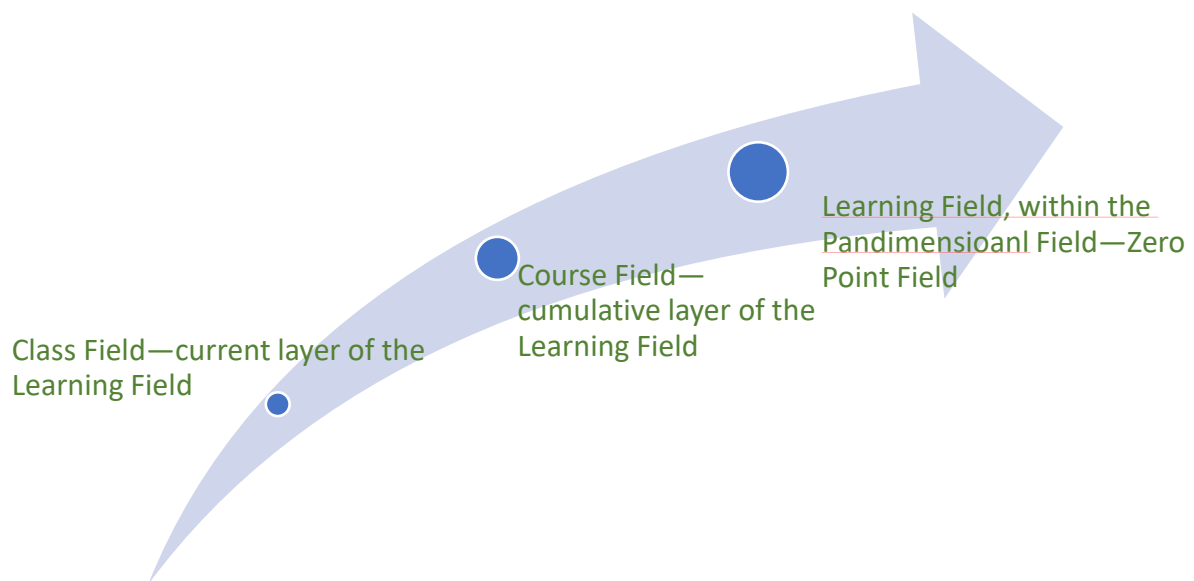 Class Field—current layer of the
Learning Field
Course Field—
cumulative layer of the
Learning Field
Learning Field, within the
Pandimensioanl Field—Zero
Point Field